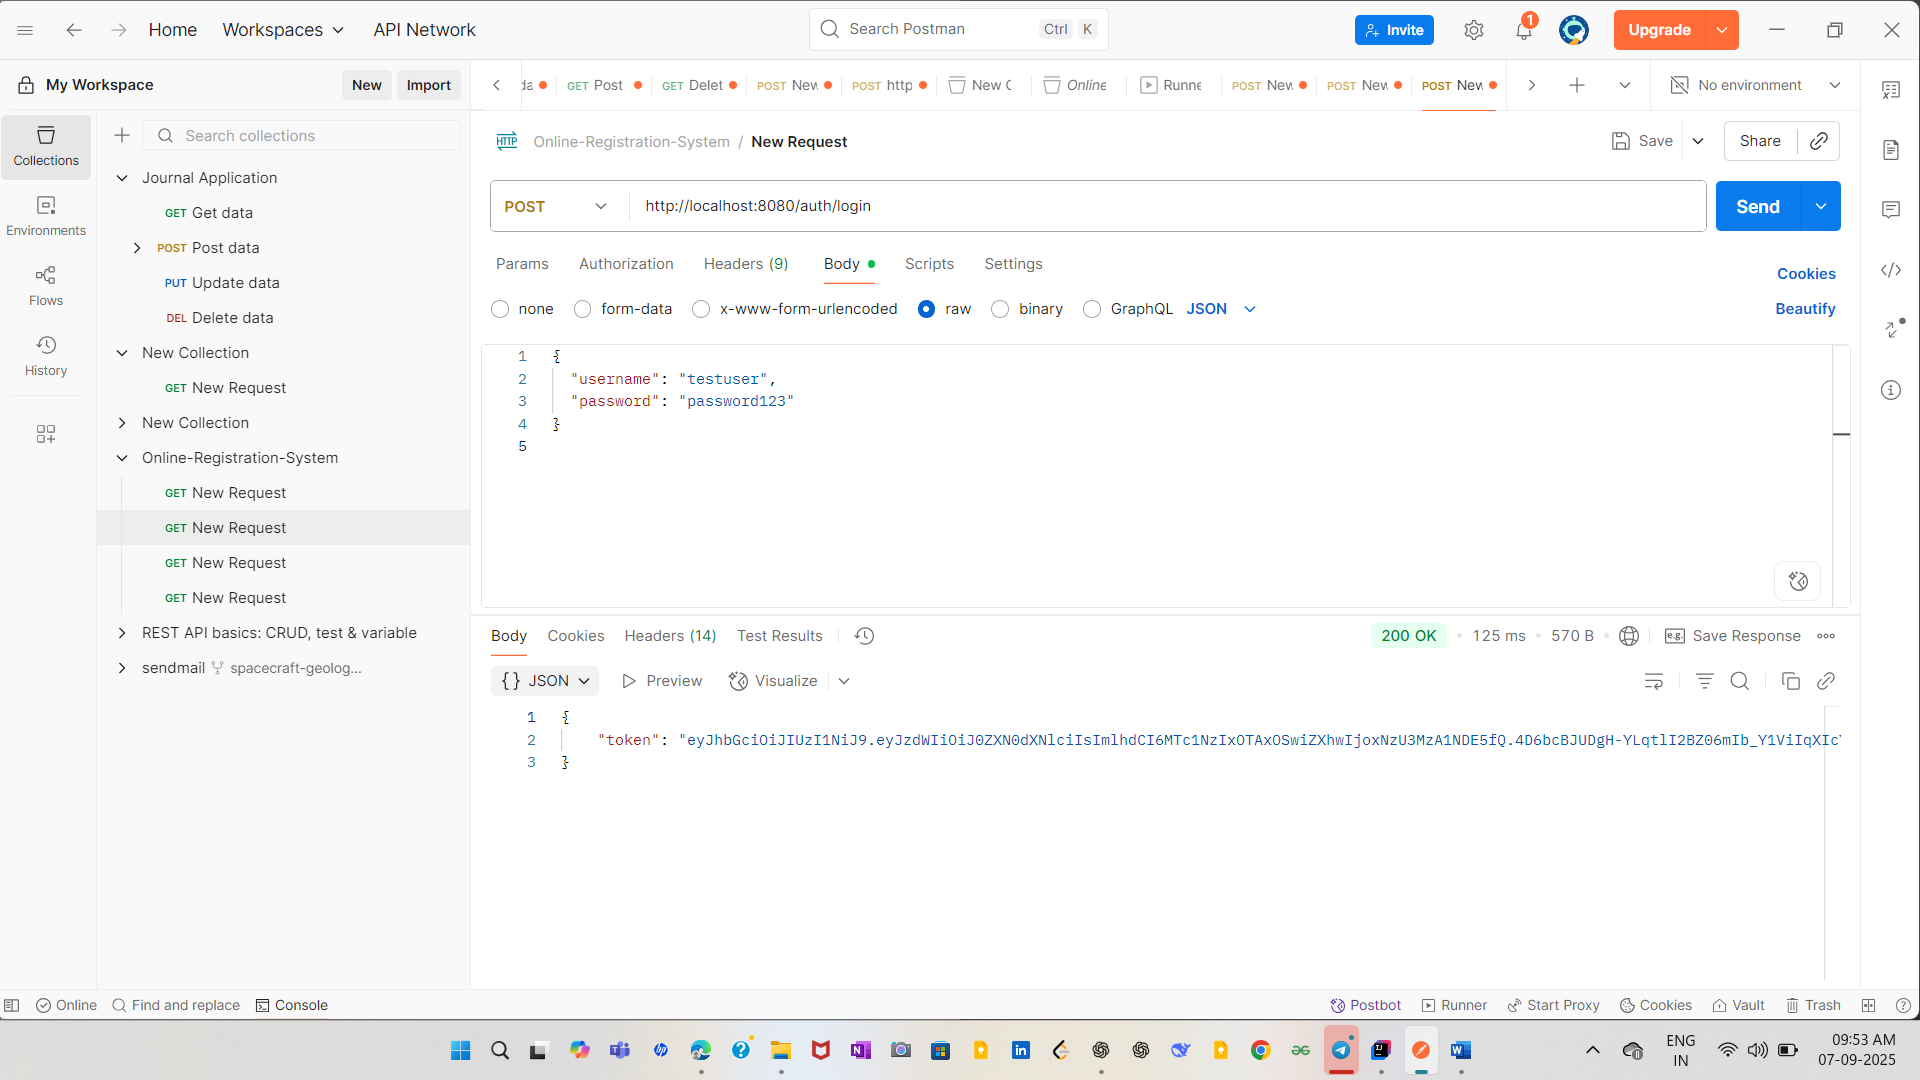 Home
Workspaces
API Network
Search Postman
Ctrl K
Invite
1
Upgrade
My Workspace
New
Import
GET Post
GET Delet
POST New
POST http
New C
Online
Runne
POST New
POST New
POST New
No environment
Collections
Environments
Flows
History
Search collections
Journal Application
GET Get data
POST Post data
PUT Update data
DEL Delete data
New Collection
GET New Request
New Collection
Online-Registration-System
GET New Request
GET New Request
GET New Request
GET New Request
REST API basics: CRUD, test & variable
sendmail spacecraft-geolog...
HTTP Online-Registration-System / New Request
Save
Share
POST
http://localhost:8080/auth/login
Send
Params
Authorization
Headers (9)
Body
Scripts
Settings
Cookies
none
form-data
x-www-form-urlencoded
raw
binary
GraphQL
JSON
Beautify
1 {
2 "username": "testuser",
3 "password": "password123"
4 }
5
Body
Cookies
Headers (14)
Test Results
200 OK
125 ms
570 B
e.g. Save Response
{} JSON
Preview
Visualize
1 {
2 "token": "eyJhbGciOiJIUzI1NiJ9.eyJzdWIiOiJ0ZXN0dXNlciIsImlhdCI6MTc1NzIxOTAxOSwiZXhwIjoxNzU3MzA1NDE5fQ.4D6bcBJUDgH-YLqtlI2BZ06mIb_Y1ViIqXIc
3 }
Online
Find and replace
Console
Postbot
Runner
Start Proxy
Cookies
Vault
Trash
ENG
IN
09:53 AM
07-09-2025